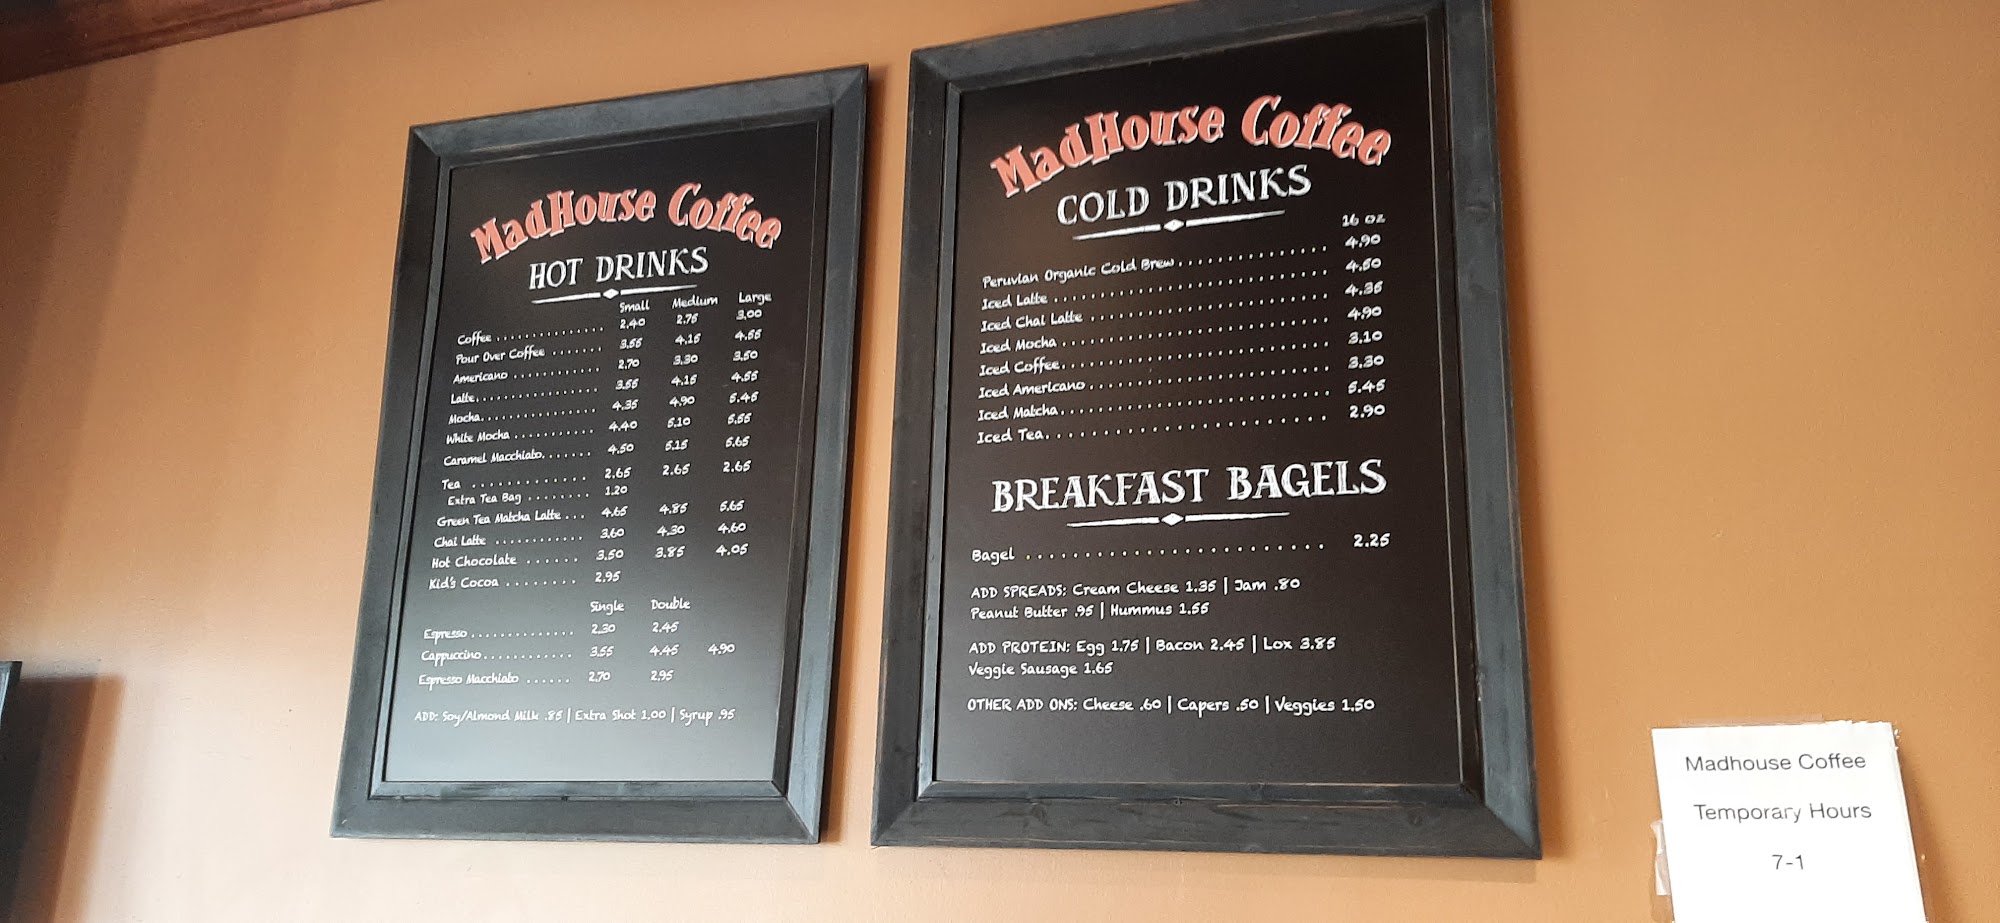 MadHouse Coffee
HOT DRINKS
Small Medium Large
Coffee ............... 2.40 2.75 3.00
Pour Over Coffee ....... 3.55 4.15 4.55
Americano ............ 2.70 3.30 3.50
Latte ................. 3.55 4.15 4.55
Mocha ................ 4.35 4.90 5.45
White Mocha ........... 4.40 5.10 5.55
Caramel Macchiato ....... 4.50 5.15 5.65
Tea ............. 2.65 2.65 2.65
Extra Tea Bag ........ 1.20
Green Tea Matcha Latte ... 4.65 4.85 5.65
Chai Latte ............ 3.60 4.30 4.60
Hot Chocolate ...... 3.50 3.85 4.05
Kid's Cocoa ........ 2.95
Single Double
Espresso .............. 2.30 2.45
Cappuccino ............ 3.55 4.45 4.90
Espresso Macchiato ...... 2.70 2.95
ADD: Soy/Almond Milk .85 | Extra Shot 1.00 | Syrup .95
MadHouse Coffee
COLD DRINKS
16 oz
Peruvian Organic Cold Brew ............... 4.90
Iced Latte ............................ 4.50
Iced Chai Latte ........................ 4.35
Iced Mocha ........................... 4.90
Iced Coffee ........................... 3.10
Iced Americano ........................ 3.30
Iced Matcha ........................... 5.45
Iced Tea ............................. 2.90
BREAKFAST BAGELS
Bagel ......................... 2.25
ADD SPREADS: Cream Cheese 1.35 | Jam .80
Peanut Butter .95 | Hummus 1.55
ADD PROTEIN: Egg 1.75 | Bacon 2.45 | Lox 3.85
Veggie Sausage 1.65
OTHER ADD ONS: Cheese .60 | Capers .50 | Veggies 1.50
Madhouse Coffee
Temporary Hours
7-1